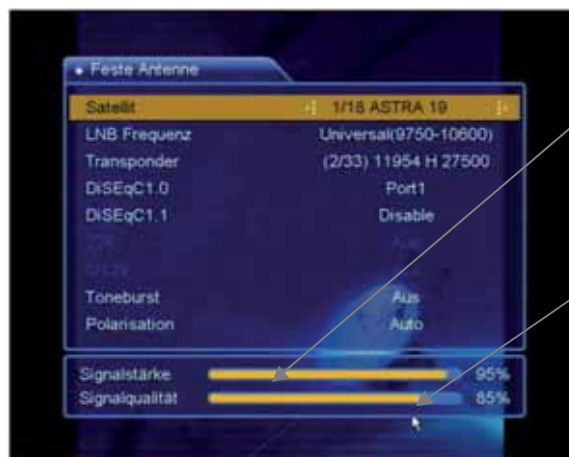 Feste Antenne
Satellit 1/18 ASTRA 19
LNB Frequenz Universal(9750-10600)
Transponder (2/33) 11954 H 27500
DiSEqC1.0 Port1
DiSEqC1.1 Disable
Toneburst Aus
Polarisation Auto
Signalstärke 95%
Signalqualität 85%